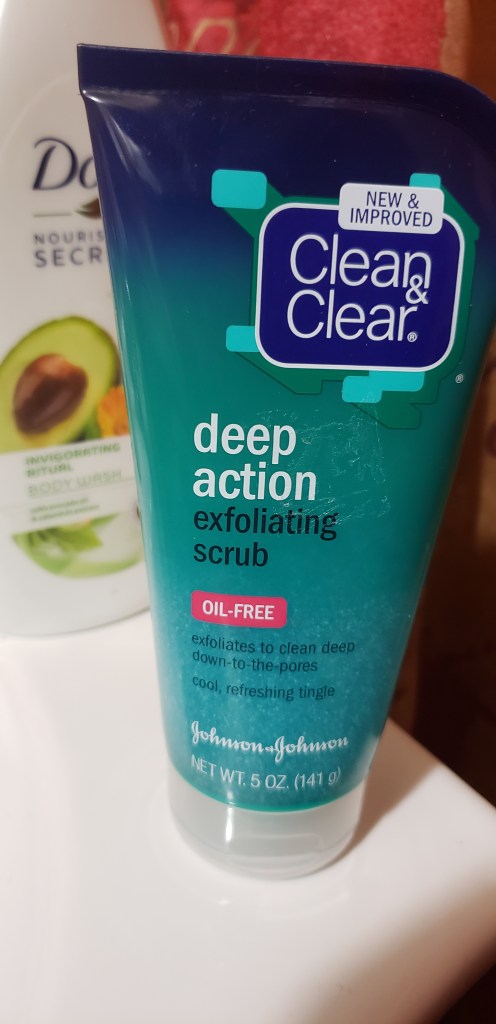 Do
NOURIS
SECR
INVIGORATING
RITUAL
BODY WASH
NEW &
IMPROVED
Clean
&
Clear®
®
deep
action
exfoliating
scrub
OIL-FREE
exfoliates to clean deep
down-to-the-pores
cool, refreshing tingle
Johnson+Johnson
NET WT. 5 OZ. (141 g)